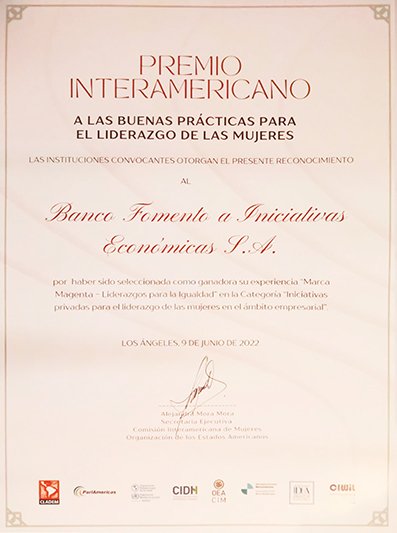 PREMIO
INTERAMERICANO
A LAS BUENAS PRÁCTICAS PARA
EL LIDERAZGO DE LAS MUJERES
LAS INSTITUCIONES CONVOCANTES OTORGAN EL PRESENTE RECONOCIMIENTO
AL
Banco Fomento a Iniciativas
Económicas S.A.
por haber sido seleccionada como ganadora su experiencia "Marca
Magenta – Liderazgos para la Igualdad" en la Categoría "Iniciativas
privadas para el liderazgo de las mujeres en el ámbito empresarial".
LOS ÁNGELES, 9 DE JUNIO DE 2022
Alejandra Mora Mora
Secretaria Ejecutiva
Comisión Interamericana de Mujeres
Organización de los Estados Americanos
CLADEM ParlAmericas CIDH OEA CIM IDEA CIWiL